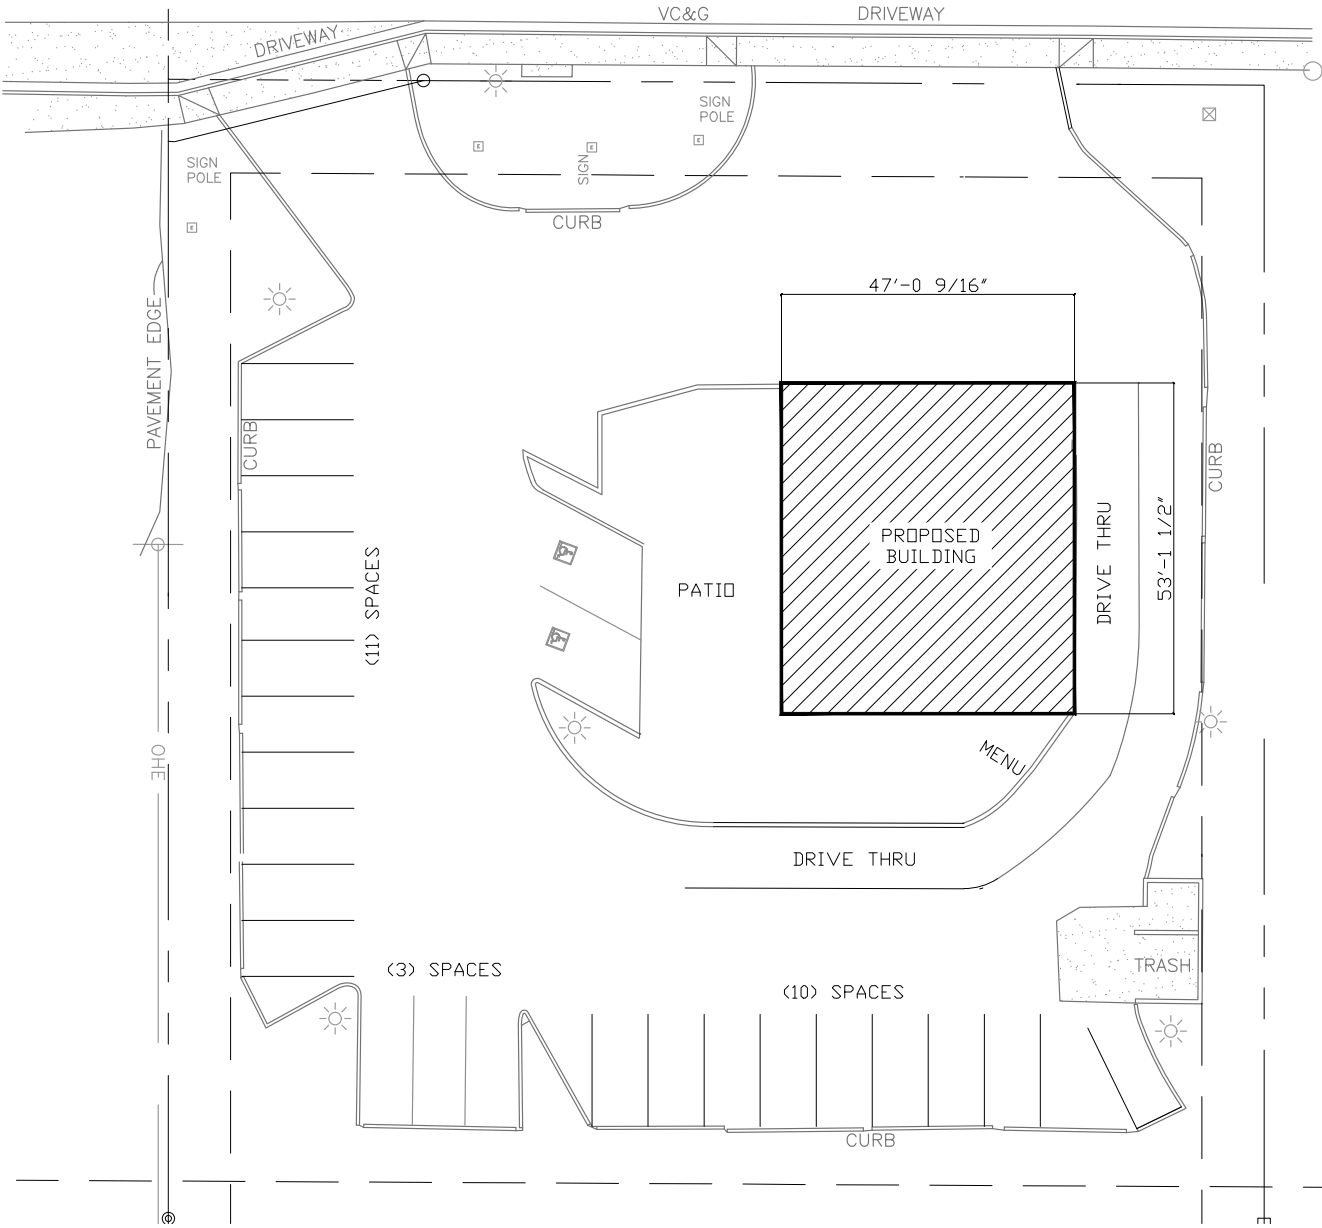 VC&G
DRIVEWAY
DRIVEWAY
SIGN
POLE
SIGN
POLE
SIGN
CURB
47'-0 9/16"
PAVEMENT EDGE
CURB
CURB
53'-1 1/2"
DRIVE THRU
PROPOSED
BUILDING
(11) SPACES
PATIO
MENU
OHE
DRIVE THRU
(3) SPACES
TRASH
(10) SPACES
CURB